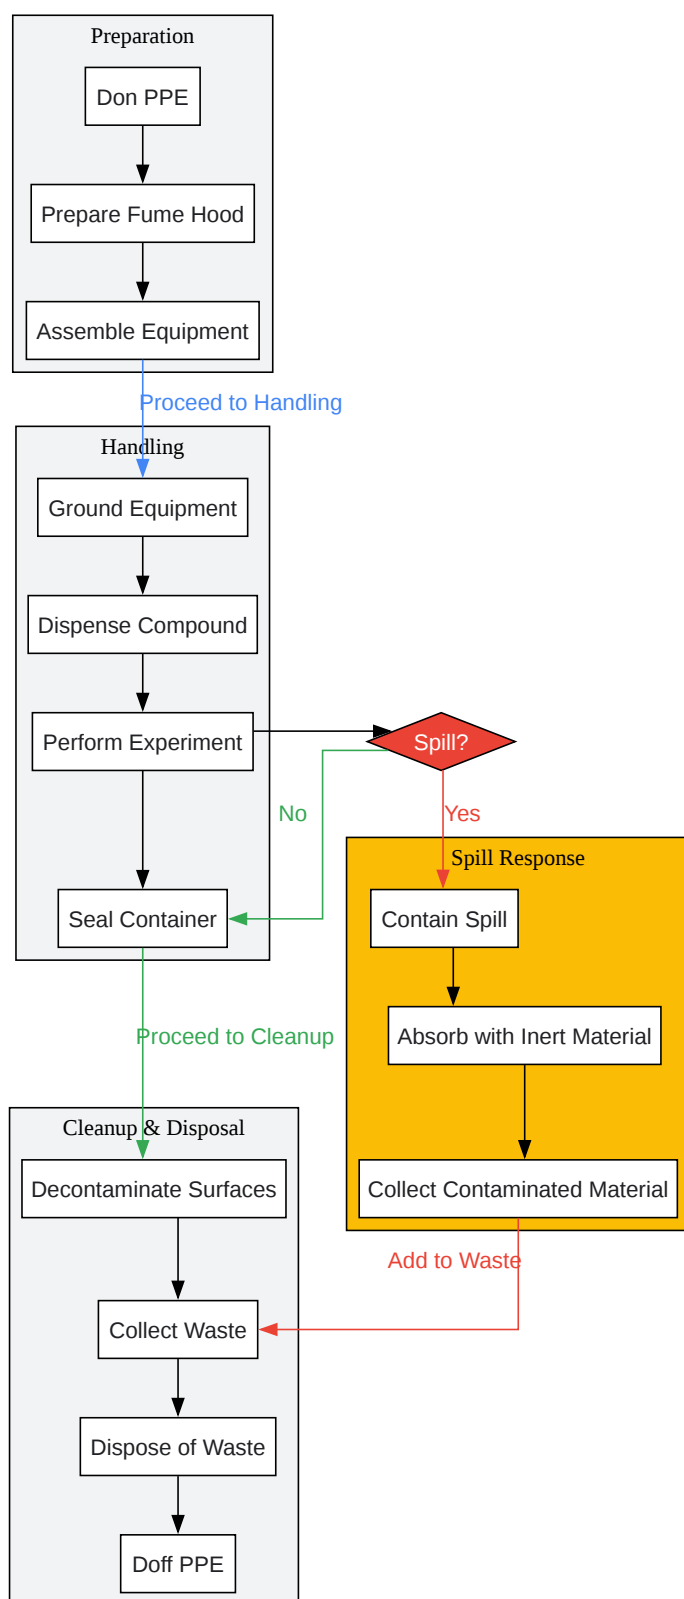 Preparation
Don PPE
Prepare Fume Hood
Assemble Equipment
Proceed to Handling
Handling
Ground Equipment
Dispense Compound
Perform Experiment
Spill?
No
Yes
Spill Response
Seal Container
Contain Spill
Proceed to Cleanup
Absorb with Inert Material
Cleanup & Disposal
Decontaminate Surfaces
Collect Contaminated Material
Add to Waste
Collect Waste
Dispose of Waste
Doff PPE